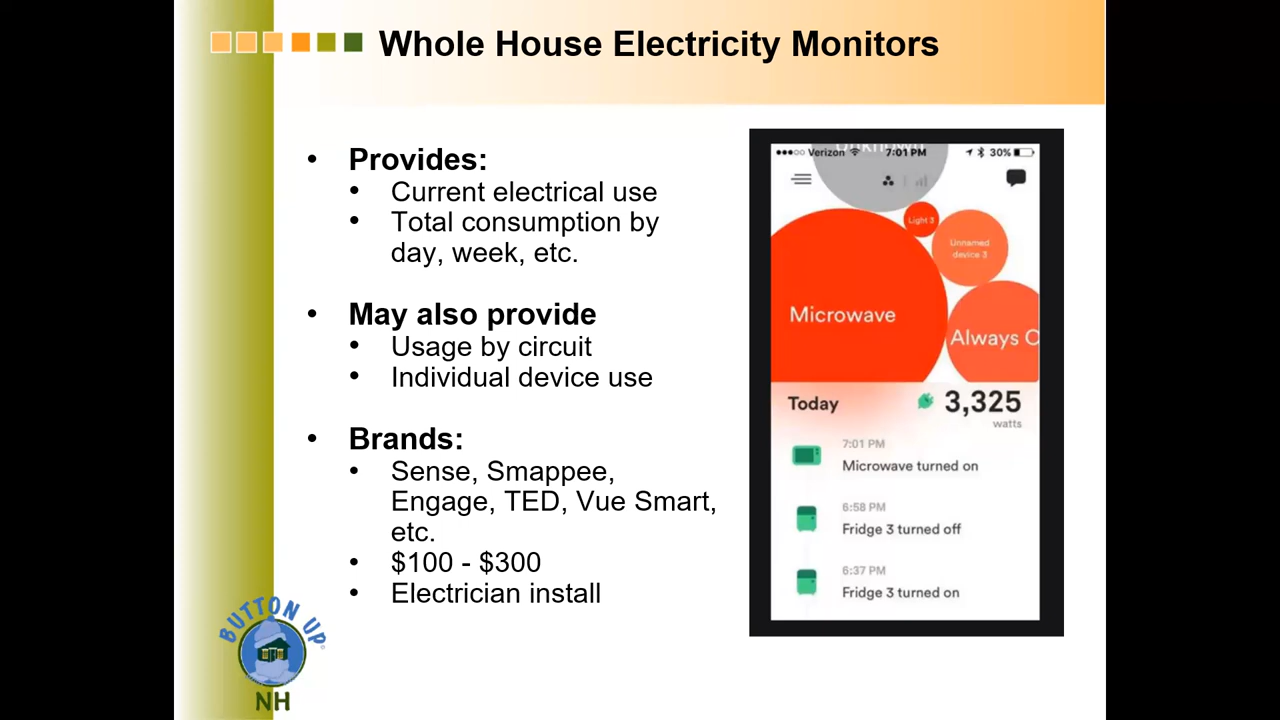 Whole House Electricity Monitors
• Provides:
• Current electrical use
• Total consumption by
day, week, etc.
• May also provide
• Usage by circuit
• Individual device use
• Brands:
• Sense, Smappee,
Engage, TED, Vue Smart,
etc.
• $100 - $300
• Electrician install
BUTTON UP
NH
Unknown
Verizon 7:01 PM 30%
Light 3
Unnamed
device 3
Microwave
Always O
Today 3,325
watts
7:01 PM
Microwave turned on
6:58 PM
Fridge 3 turned off
6:37 PM
Fridge 3 turned on